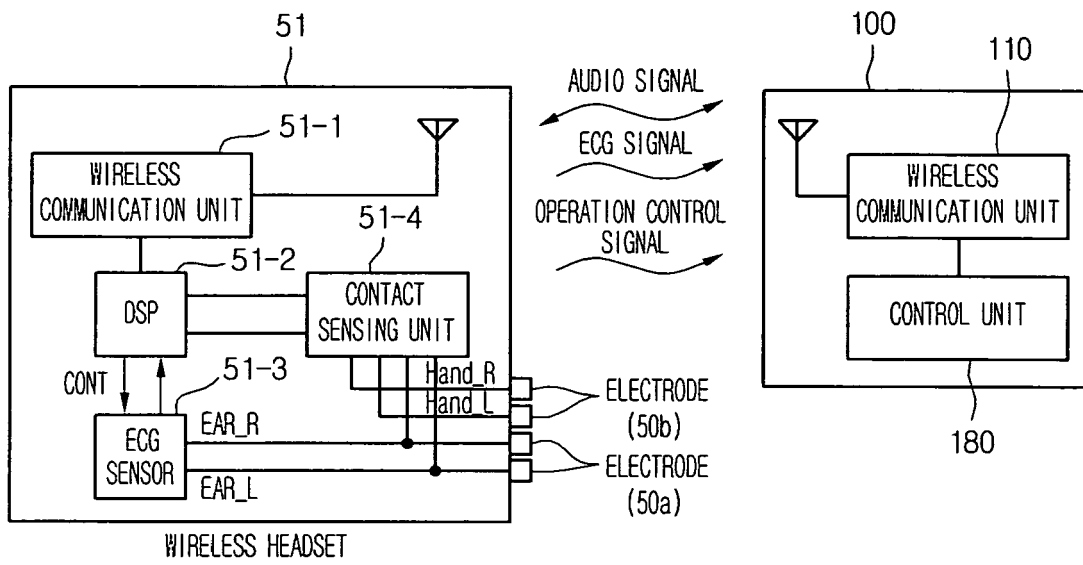 51
100
110
AUDIO SIGNAL
51-1
WIRELESS
COMMUNICATION UNIT
ECG SIGNAL
WIRELESS
COMMUNICATION UNIT
51-4
OPERATION CONTROL
SIGNAL
51-2
DSP
CONTACT
SENSING UNIT
CONTROL UNIT
CONT
51-3
Hand_R
Hand_L
ELECTRODE
(50b)
180
ECG
SENSOR
EAR_R
EAR_L
ELECTRODE
(50a)
WIRELESS HEADSET